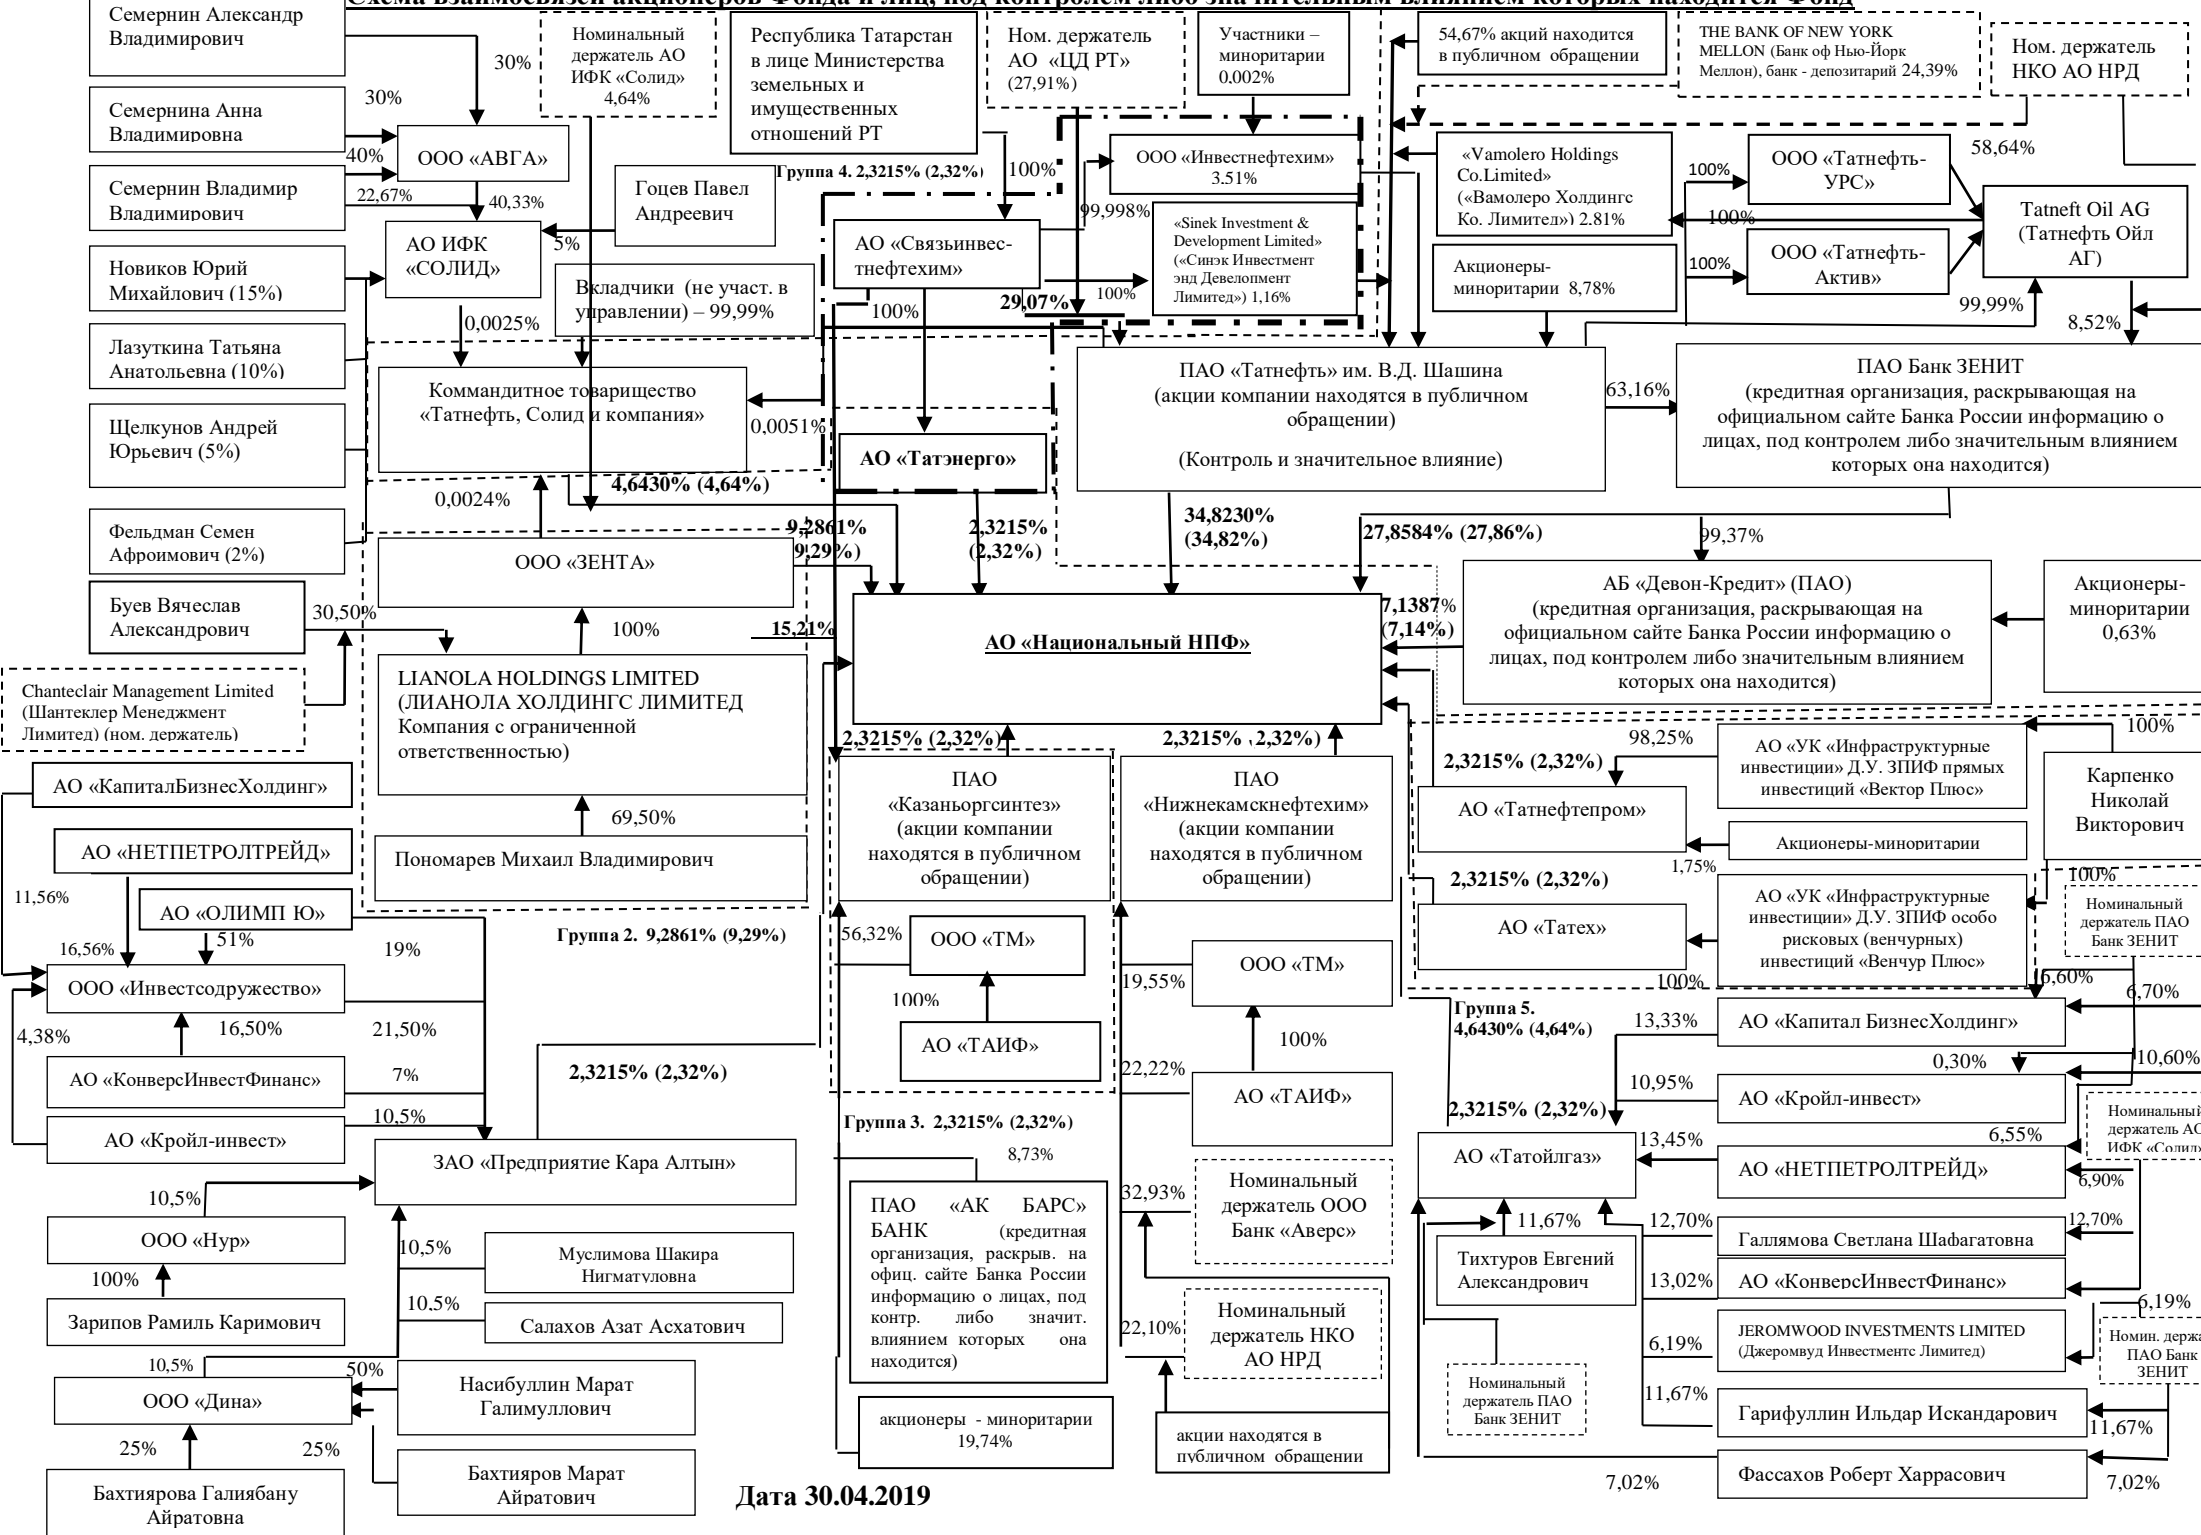 Схема взаимосвязей акционеров Фонда и лиц, под контролем либо значительным влиянием которых находится Фонд
Семернин Александр
Владимирович
30%
Номинальный
держатель АО
ИФК «Солид»
4,64%
Республика Татарстан
в лице Министерства
земельных и
имущественных
отношений РТ
Ном. держатель
АО «ЦД РТ»
(27,91%)
Участники –
миноритарии
0,002%
54,67% акций находится
в публичном обращении
THE BANK OF NEW YORK
MELLON (Банк оф Нью-Йорк
Меллон), банк - депозитарий 24,39%
Ном. держатель
НКО АО НРД
Семернина Анна
Владимировна
30%
40%
ООО «АВГА»
Семернин Владимир
Владимирович
22,67%
40,33%
Гоцев Павел
Андреевич
5%
Группа 4. 2,3215% (2,32%)
100%
ООО «Инвестнефтехим»
3.51%
99,998%
«Vamolero Holdings
Co.Limited»
(«Вамолеро Холдингс
Ко. Лимитед») 2.81%
100%
ООО «Татнефть-
УРС»
58,64%
100%
Tatneft Oil AG
(Татнефть Ойл
АГ)
АО ИФК
«СОЛИД»
АО «Связьинвес-
тнефтехим»
«Sinek Investment &
Development Limited»
(«Синэк Инвестмент
энд Девелопмент
Лимитед») 1,16%
Акционеры-
миноритарии 8,78%
100%
ООО «Татнефть-
Актив»
Новиков Юрий
Михайлович (15%)
Вкладчики (не участ. в
управлении) – 99,99%
100%
29,07%
100%
99,99%
8,52%
0,0025%
Лазуткина Татьяна
Анатольевна (10%)
Коммандитное товарищество
«Татнефть, Солид и компания»
0,0051%
ПАО «Татнефть» им. В.Д. Шашина
(акции компании находятся в публичном
обращении)
(Контроль и значительное влияние)
63,16%
ПАО Банк ЗЕНИТ
(кредитная организация, раскрывающая на
официальном сайте Банка России информацию о
лицах, под контролем либо значительным влиянием
которых она находится)
Щелкунов Андрей
Юрьевич (5%)
АО «Татэнерго»
0,0024%
4,6430% (4,64%)
Фельдман Семен
Афроимович (2%)
9,2861%
9,29%)
2,3215%
(2,32%)
34,8230%
(34,82%)
27,8584% (27,86%)
99,37%
ООО «ЗЕНТА»
АБ «Девон-Кредит» (ПАО)
(кредитная организация, раскрывающая на
официальном сайте Банка России информацию о
лицах, под контролем либо значительным влиянием
которых она находится)
Акционеры-
миноритарии
0,63%
Буев Вячеслав
Александрович
30,50%
100%
15,21%
АО «Национальный НПФ»
7,1387%
(7,14%)
Chanteclair Management Limited
(Шантеклер Менеджмент
Лимитед) (ном. держатель)
LIANOLA HOLDINGS LIMITED
(ЛИАНОЛА ХОЛДИНГС ЛИМИТЕД
Компания с ограниченной
ответственностью)
2,3215% (2,32%)
2,3215% (2,32%)
98,25%
100%
2,3215% (2,32%)
АО «УК «Инфраструктурные
инвестиции» Д.У. ЗПИФ прямых
инвестиций «Вектор Плюс»
Карпенко
Николай
Викторович
АО «КапиталБизнесХолдинг»
69,50%
ПАО
«Казаньоргсинтез»
(акции компании
находятся в публичном
обращении)
ПАО
«Нижнекамскнефтехим»
(акции компании
находятся в публичном
обращении)
АО «Татнефтепром»
Акционеры-миноритарии
1,75%
АО «НЕТПЕТРОЛТРЕЙД»
Пономарев Михаил Владимирович
2,3215% (2,32%)
100%
11,56%
АО «ОЛИМП Ю»
АО «Татех»
АО «УК «Инфраструктурные
инвестиции» Д.У. ЗПИФ особо
рисковых (венчурных)
инвестиций «Венчур Плюс»
Номинальный
держатель ПАО
Банк ЗЕНИТ
16,56%
51%
19%
Группа 2. 9,2861% (9,29%)
56,32%
ООО «ТМ»
ООО «ТМ»
19,55%
100%
6,60%
6,70%
ООО «Инвестсодружество»
100%
Группа 5.
4,6430% (4,64%)
13,33%
АО «Капитал БизнесХолдинг»
16,50%
21,50%
4,38%
АО «ТАИФ»
100%
0,30%
10,60%
АО «КонверсИнвестФинанс»
7%
2,3215% (2,32%)
22,22%
АО «ТАИФ»
10,95%
АО «Кройл-инвест»
10,5%
2,3215% (2,32%)
Номинальный
держатель АО
ИФК «Солид»
АО «Кройл-инвест»
Группа 3. 2,3215% (2,32%)
6,55%
13,45%
ЗАО «Предприятие Кара Алтын»
8,73%
АО «Татойлгаз»
АО «НЕТПЕТРОЛТРЕЙД»
6,90%
10,5%
ПАО «АК БАРС»
БАНК (кредитная
организация, раскрыв. на
офиц. сайте Банка России
информацию о лицах, под
контр. либо значит.
влиянием которых она
находится)
32,93%
Номинальный
держатель ООО
Банк «Аверс»
11,67%
12,70%
12,70%
ООО «Нур»
10,5%
Муслимова Шакира
Нигматуловна
Тихтуров Евгений
Александрович
Галлямова Светлана Шафагатовна
100%
13,02%
АО «КонверсИнвестФинанс»
10,5%
Зарипов Рамиль Каримович
Салахов Азат Асхатович
22,10%
Номинальный
держатель НКО
АО НРД
6,19%
6,19%
JEROMWOOD INVESTMENTS LIMITED
(Джеромвуд Инвестментс Лимитед)
Номин. держа
ПАО Банк
ЗЕНИТ
10,5%
50%
Номинальный
держатель ПАО
Банк ЗЕНИТ
ООО «Дина»
Насибуллин Марат
Галимуллович
11,67%
Гарифуллин Ильдар Искандарович
11,67%
акционеры - миноритарии
19,74%
акции находятся в
публичном обращении
25%
25%
Бахтияров Марат
Айратович
7,02%
Фассахов Роберт Харрасович
7,02%
Бахтиярова Галиябану
Айратовна
Дата 30.04.2019